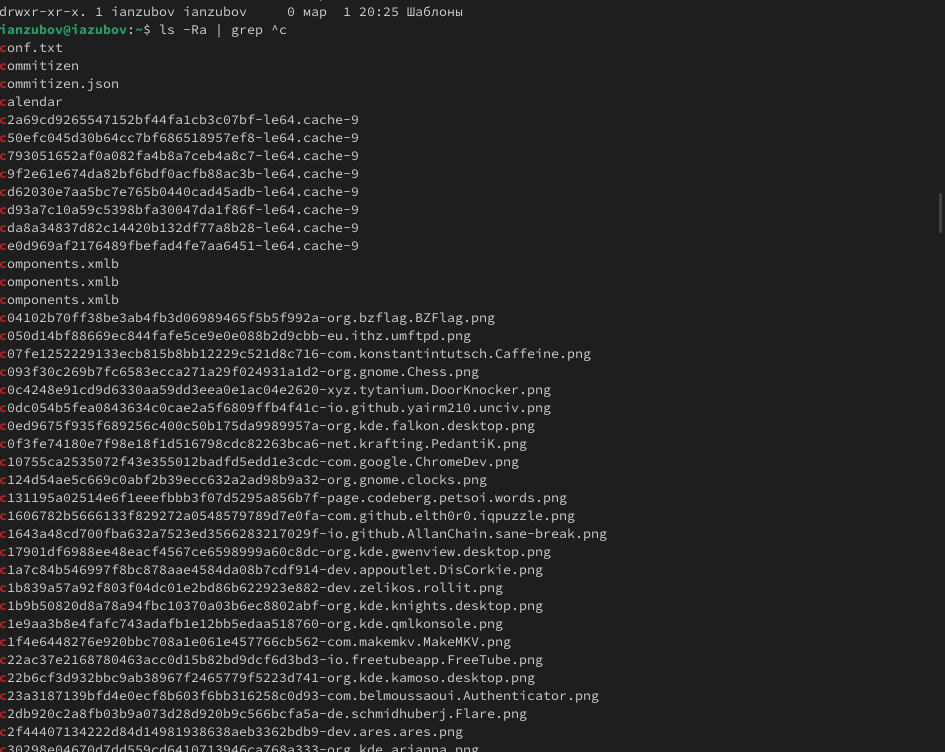 drwxr-xr-x. 1 ianzubov ianzubov     0 мар  1 20:25 Шаблоны
ianzubov@iazubov:~$ ls -Ra | grep ^c
conf.txt
commitizen
commitizen.json
calendar
c2a69cd9265547152bf44fa1cb3c07bf-le64.cache-9
c50efc045d30b64cc7bf686518957ef8-le64.cache-9
c793051652af0a082fa4b8a7ceb4a8c7-le64.cache-9
c9f2e61e674da82bf6bdf0acfb88ac3b-le64.cache-9
cd62030e7aa5bc7e765b0440cad45adb-le64.cache-9
cd93a7c10a59c5398bfa30047da1f86f-le64.cache-9
cda8a34837d82c14420b132df77a8b28-le64.cache-9
ce0d969af2176489fbefad4fe7aa6451-le64.cache-9
components.xmlb
components.xmlb
components.xmlb
c04102b70ff38be3ab4fb3d06989465f5b5f992a-org.bzflag.BZFlag.png
c050d14bf88669ec844fafe5ce9e0e088b2d9cbb-eu.ithz.umftpd.png
c07fe1252229133ecb815b8bb12229c521d8c716-com.konstantintutsch.Caffeine.png
c093f30c269b7fc6583ecca271a29f024931a1d2-org.gnome.Chess.png
c0c4248e91cd9d6330aa59dd3eea0e1ac04e2620-xyz.tytanium.DoorKnocker.png
c0dc054b5fea0843634c0cae2a5f6809ffb4f41c-io.github.yairm210.unciv.png
c0ed9675f935f689256c400c50b175da9989957a-org.kde.falkon.desktop.png
c0f3fe74180e7f98e18f1d516798cdc82263bca6-net.krafting.PedantiK.png
c10755ca2535072f43e355012badfd5edd1e3cdc-com.google.ChromeDev.png
c124d54ae5c669c0abf2b39ecc632a2ad98b9a32-org.gnome.clocks.png
c131195a02514e6f1eeefbbb3f07d5295a856b7f-page.codeberg.petsoi.words.png
c1606782b5666133f829272a0548579789d7e0fa-com.github.elth0r0.iqpuzzle.png
c1643a48cd700fba632a7523ed3566283217029f-io.github.AllanChain.sane-break.png
c17901df6988ee48eacf4567ce6598999a60c8dc-org.kde.gwenview.desktop.png
c1a7c84b546997f8bc878aae4584da08b7cdf914-dev.appoutlet.DisCorkie.png
c1b839a57a92f803f04dc01e2bd86b622923e882-dev.zelikos.rollit.png
c1b9b50820d8a78a94fbc10370a03b6ec8802abf-org.kde.knights.desktop.png
c1e9aa3b8e4fafc743adafb1e12bb5edaa518760-org.kde.qmlkonsole.png
c1f4e6448276e920bbc708a1e061e457766cb562-com.makemkv.MakeMKV.png
c22ac37e2168780463acc0d15b82bd9dcf6d3bd3-io.freetubeapp.FreeTube.png
c22b6cf3d932bbc9ab38967f2465779f5223d741-org.kde.kamoso.desktop.png
c23a3187139bfd4e0ecf8b603f6bb316258c0d93-com.belmoussaoui.Authenticator.png
c2db920c2a8fb03b9a073d28d920b9c566bcfa5a-de.schmidhuberj.Flare.png
c2f44407134222d84d14981938638aeb3362bdb9-dev.ares.ares.png
c30298e04670d7dd559cd6410713946ca768a333-org.kde.arianna.png